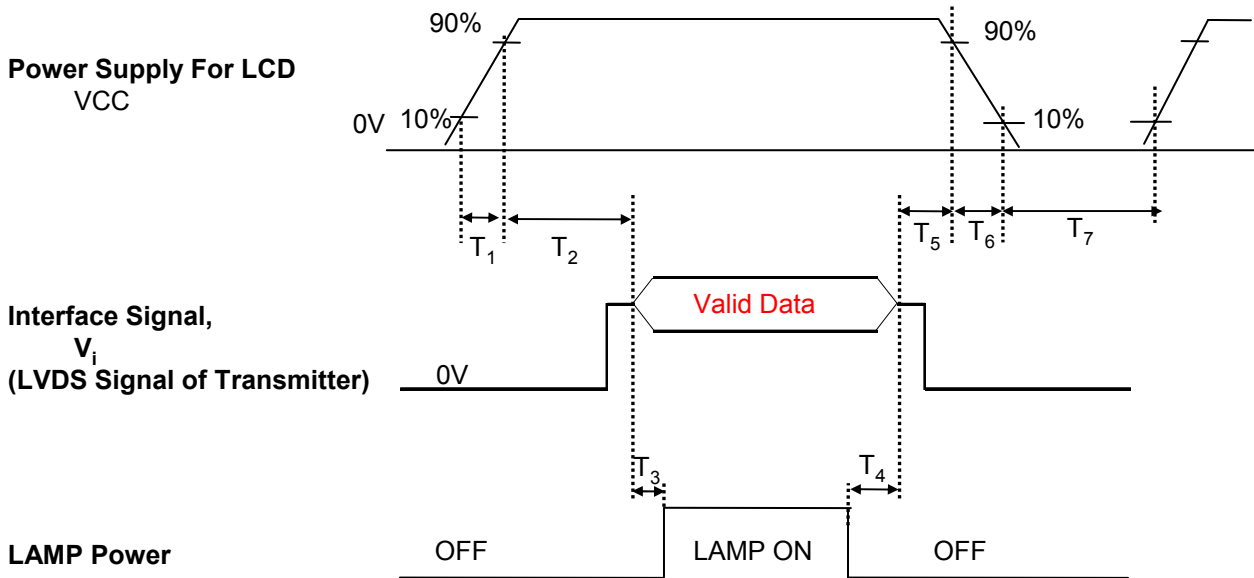 90%
90%
Power Supply For LCD
VCC
0V
10%
10%
T1
T2
T5
T6
T7
Valid Data
Interface Signal,
Vi
(LVDS Signal of Transmitter)
0V
T3
T4
LAMP Power
OFF
LAMP ON
OFF